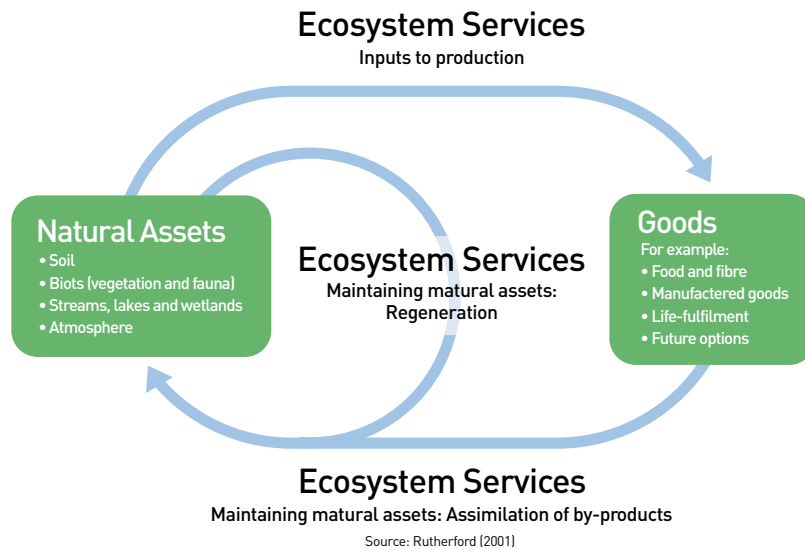 Ecosystem Services
Inputs to production
Natural Assets
• Soil
• Biots (vegetation and fauna)
• Streams, lakes and wetlands
• Atmosphere
Ecosystem Services
Maintaining matural assets:
Regeneration
Goods
For example:
• Food and fibre
• Manufactered goods
• Life-fulfilment
• Future options
Ecosystem Services
Maintaining matural assets: Assimilation of by-products
Source: Rutherford (2001)